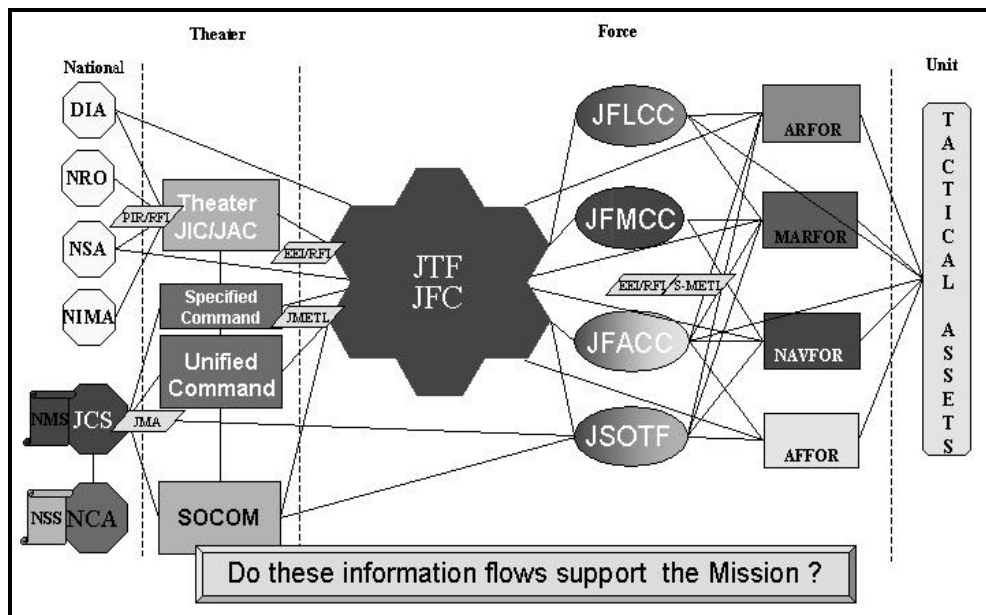 Theater
Force
National
Unit
DIA
NRO
NSA
NIMA
PIR/RFI
Theater
JIC/JAC
EEI/RFI
Specified
Command
JMETL
Unified
Command
NMS
JCS
JMA
NSS
NCA
SOCOM
JTF
JFC
JFLCC
JFMCC
JFACC
JSOTF
EEI/RFI
S-METL
ARFOR
MARFOR
NAVFOR
AFFOR
TACTICAL ASSETS
Do these information flows support the Mission ?